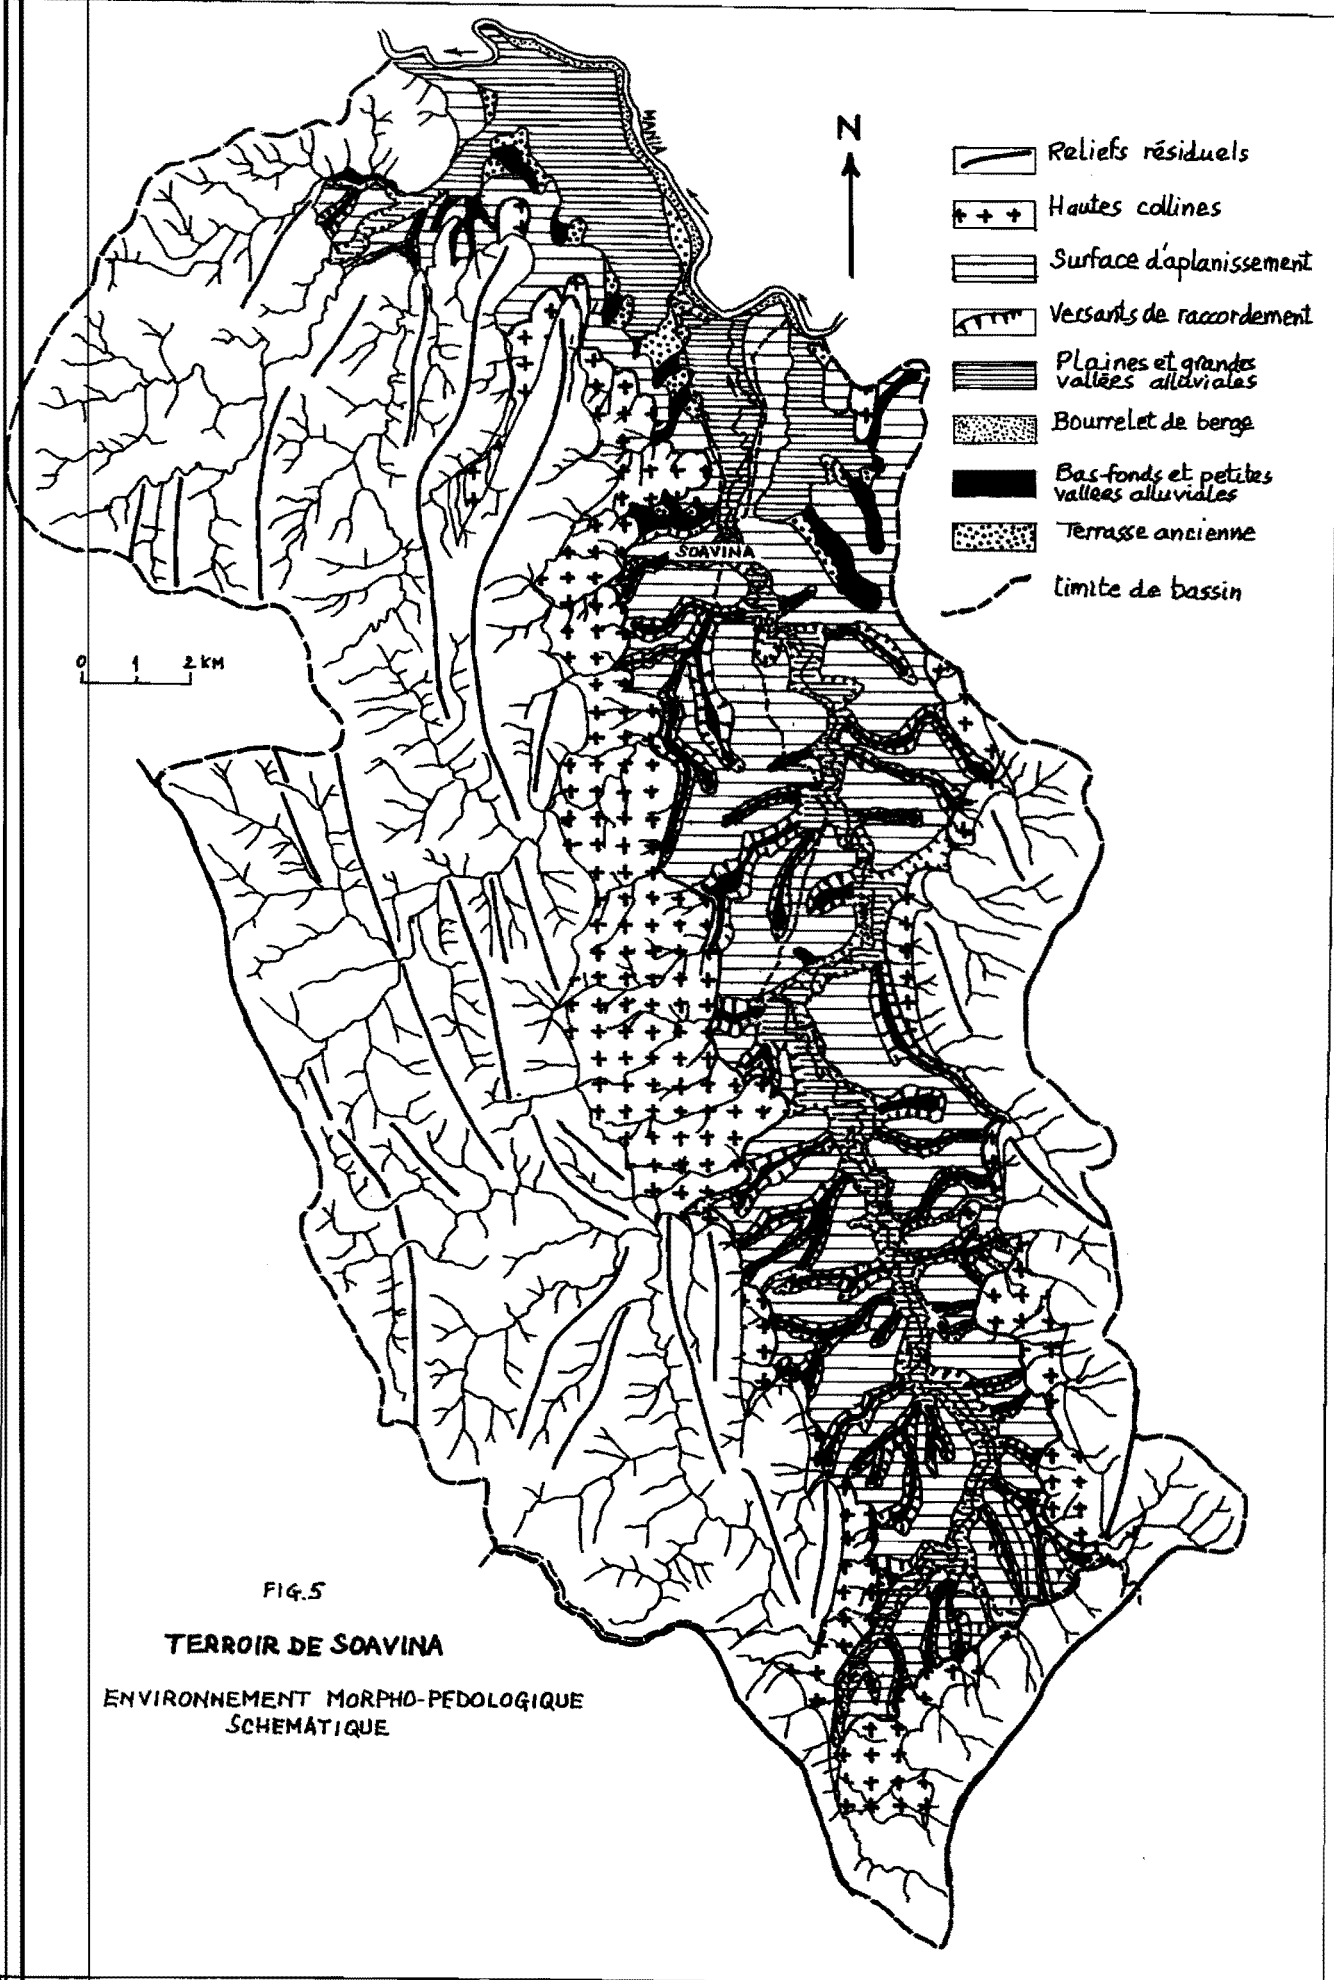 MANIA
N
Reliefs résiduels
Hautes collines
Surface d'aplanissement
Versants de raccordement
Plaines et grandes
vallées alluviales
Bourrelet de berge
Bas-fonds et petites
vallées alluviales
Terrasse ancienne
limite de bassin
SOAVINA
0 1 2 KM
FIG.5
TERROIR DE SOAVINA
ENVIRONNEMENT MORPHO-PEDOLOGIQUE
SCHEMATIQUE